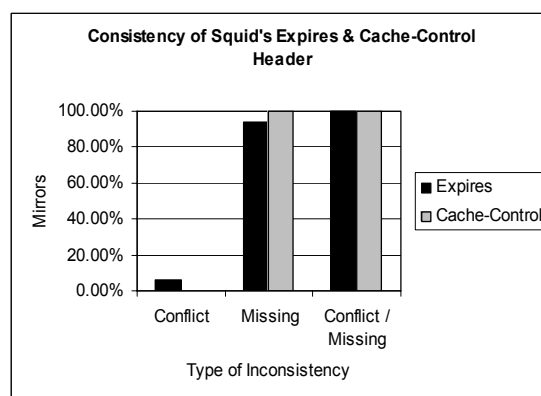 Consistency of Squid's Expires & Cache-Control
Header
100.00%
80.00%
60.00%
40.00%
20.00%
0.00%
Mirrors
Conflict
Missing
Conflict /
Missing
Type of Inconsistency
Expires
Cache-Control